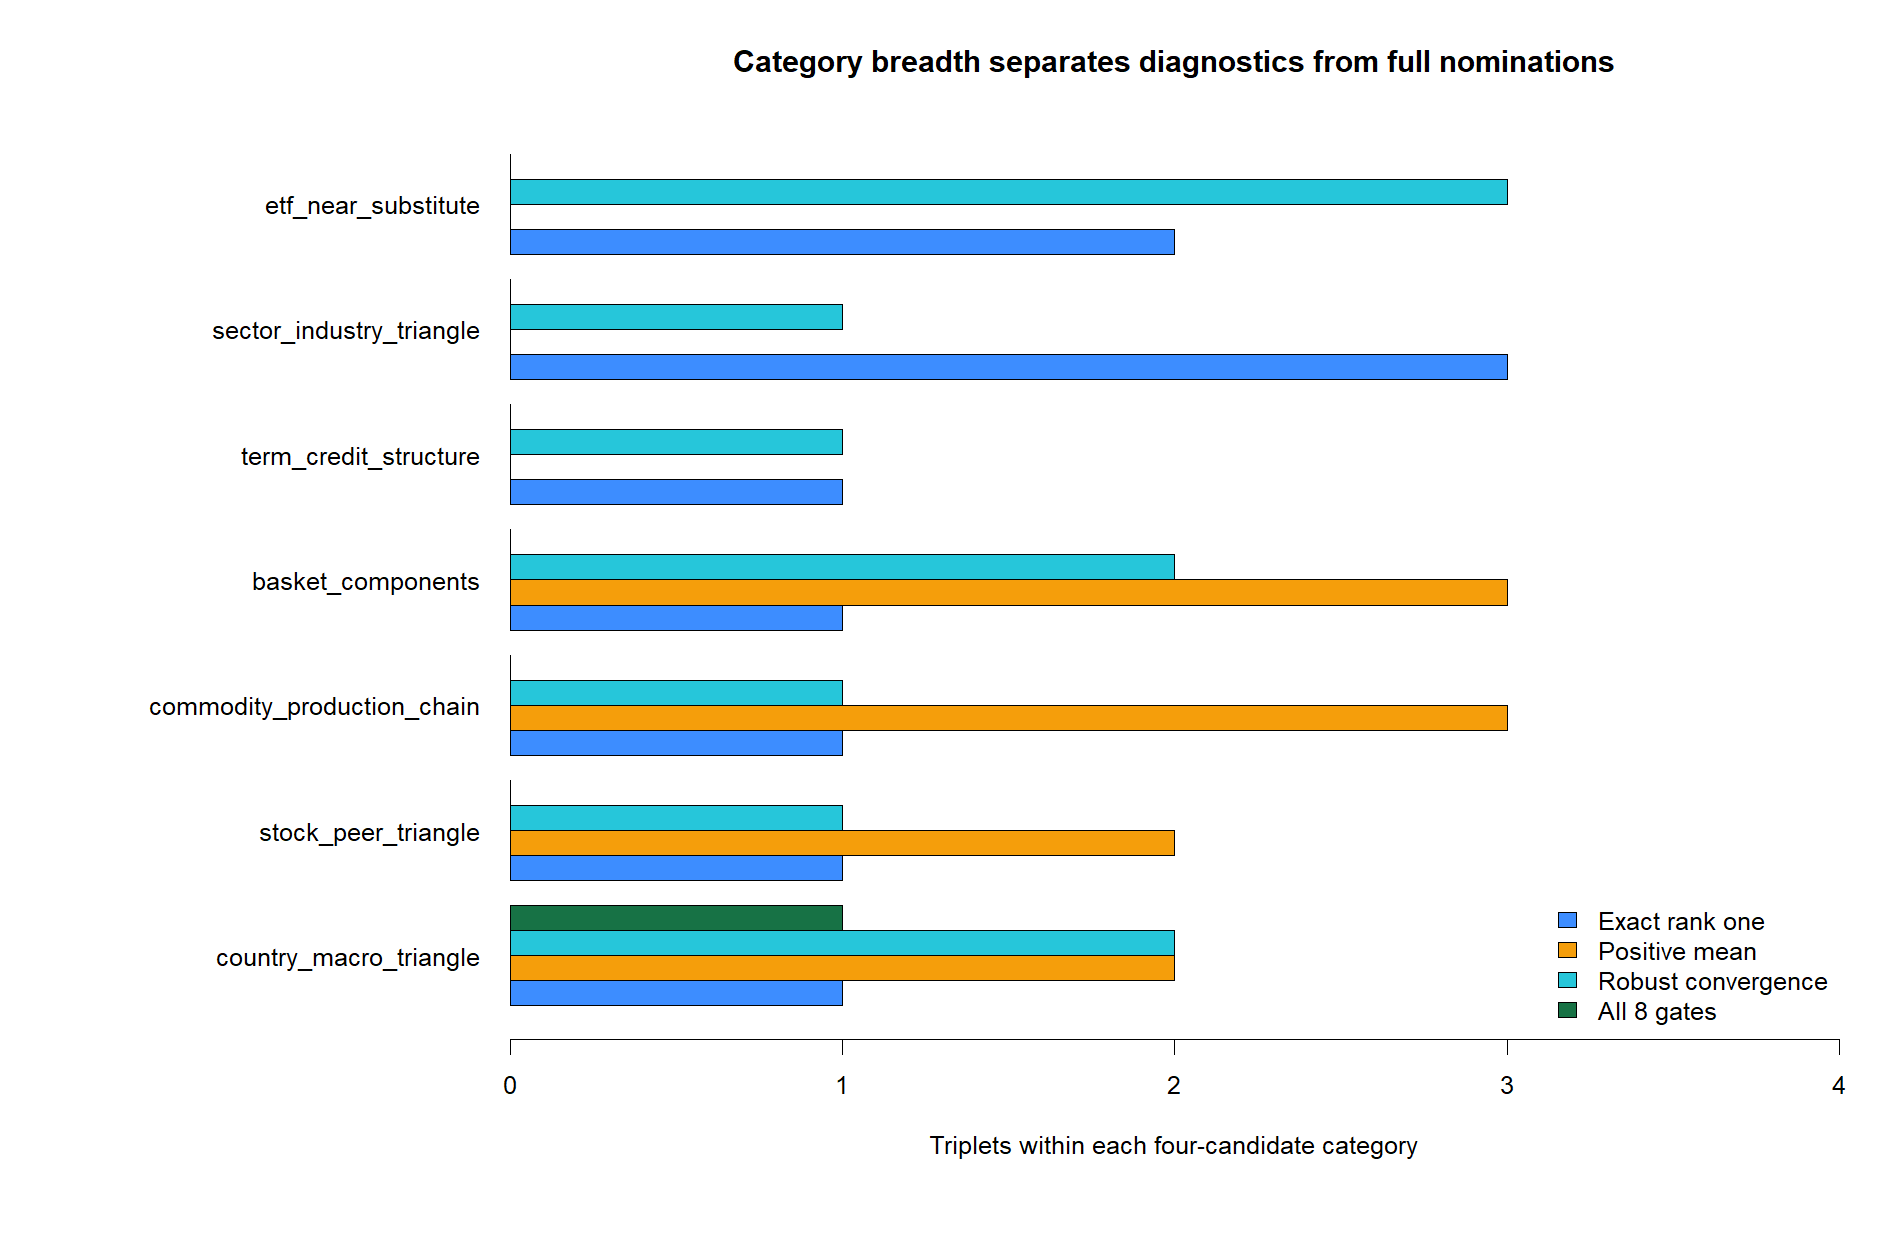 Category breadth separates diagnostics from full nominations
etf_near_substitute
sector_industry_triangle
term_credit_structure
basket_components
commodity_production_chain
stock_peer_triangle
country_macro_triangle
Exact rank one
Positive mean
Robust convergence
All 8 gates
0 1 2 3 4
Triplets within each four-candidate category